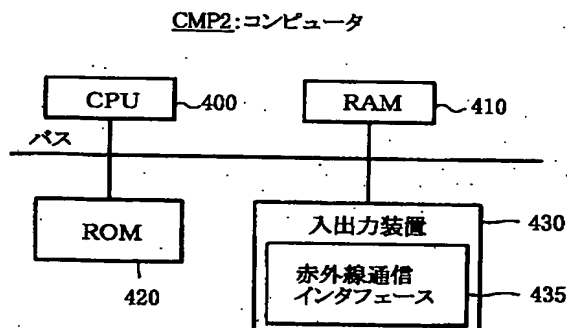 CMP2:コンピュータ
CPU
400
RAM
410
バス
ROM
420
入出力装置
430
赤外線通信
インタフェース
435